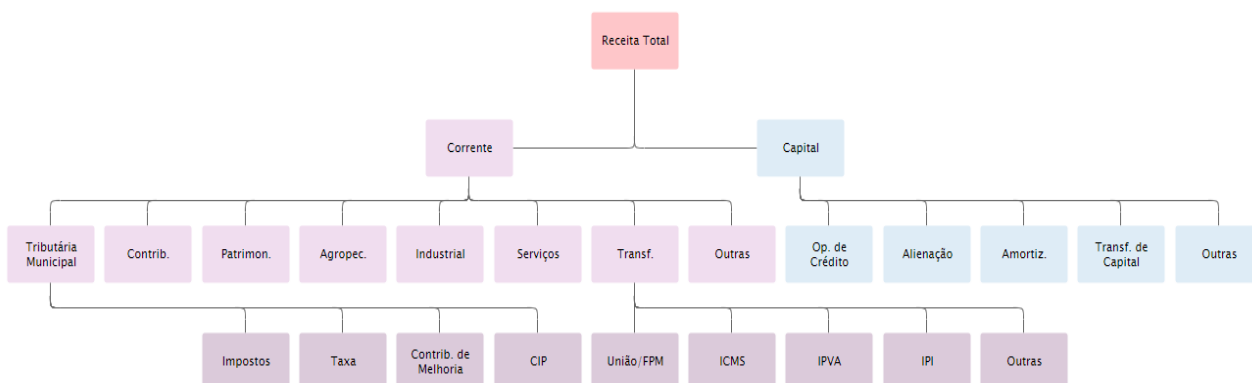 Receita Total
Corrente
Capital
Tributária
Municipal
Contrib.
Patrimon.
Agropec.
Industrial
Serviços
Transf.
Outras
Op. de
Crédito
Alienação
Amortiz.
Transf. de
Capital
Outras
Impostos
Taxa
Contrib. de
Melhoria
CIP
União/FPM
ICMS
IPVA
IPI
Outras